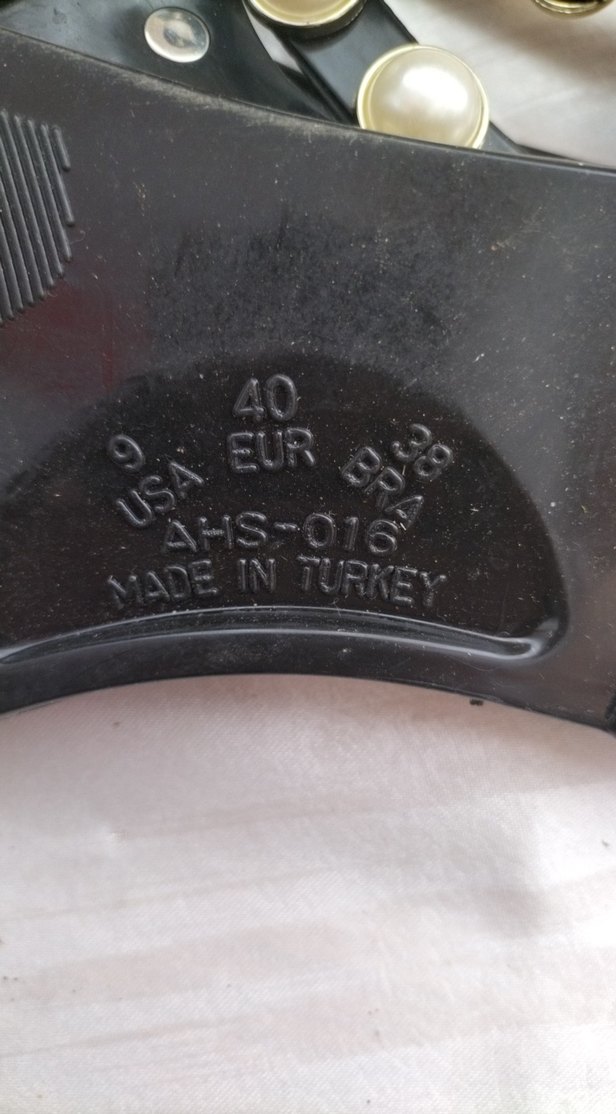 9 40 38
USA EUR BRA
AHS-016
MADE IN TURKEY